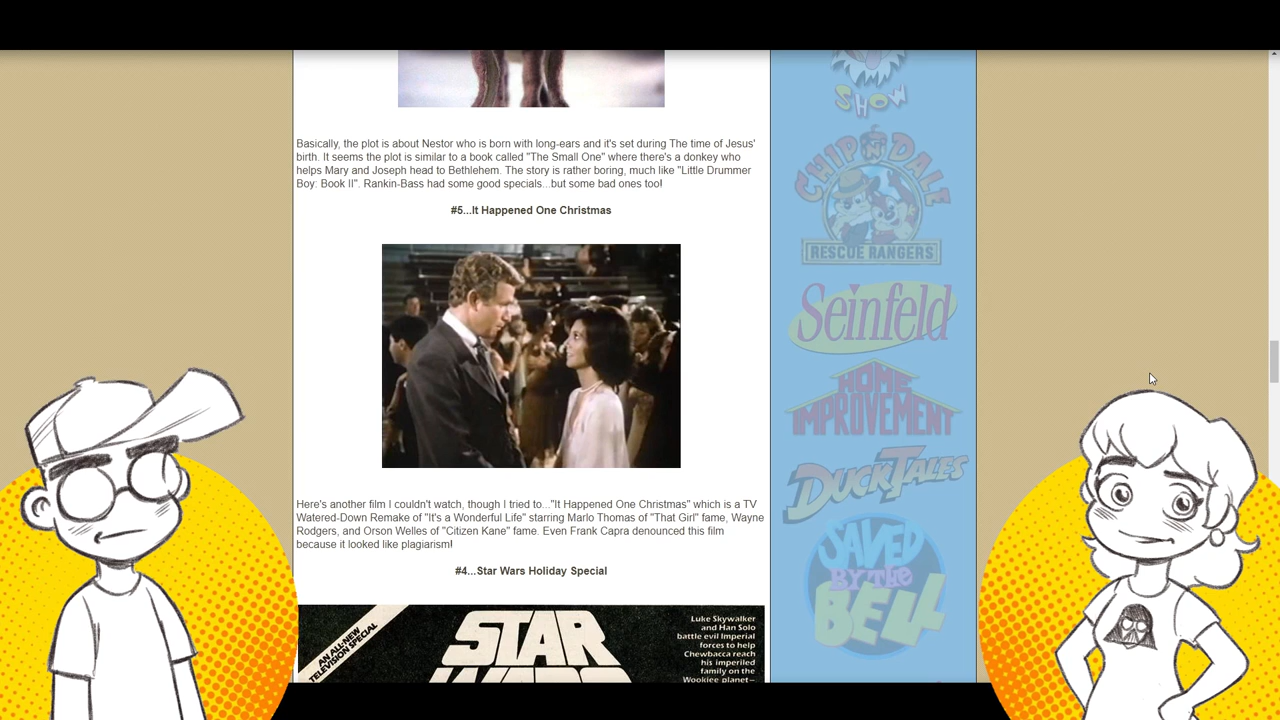 SHOW
Basically, the plot is about Nestor who is born with long-ears and it's set during The time of Jesus'
birth. It seems the plot is similar to a book called "The Small One" where there's a donkey who
helps Mary and Joseph head to Bethlehem. The story is rather boring, much like "Little Drummer
Boy: Book II". Rankin-Bass had some good specials...but some bad ones too!
#5...It Happened One Christmas
Here's another film I couldn't watch, though I tried to..."It Happened One Christmas" which is a TV
Watered-Down Remake of "It's a Wonderful Life" starring Marlo Thomas of "That Girl" fame, Wayne
Rodgers, and Orson Welles of "Citizen Kane" fame. Even Frank Capra denounced this film
because it looked like plagiarism!
#4...Star Wars Holiday Special
AN ALL-NEW
TELEVISION SPECIAL
STAR
WARS
Luke Skywalker
and Han Solo
battle evil Imperial
forces to help
Chewbacca reach
his imperiled
family on the
Wookiee planet—
CHIP 'N DALE
RESCUE RANGERS
Seinfeld
HOME
IMPROVEMENT
DUCKTALES
SAVED
BY THE
BELL